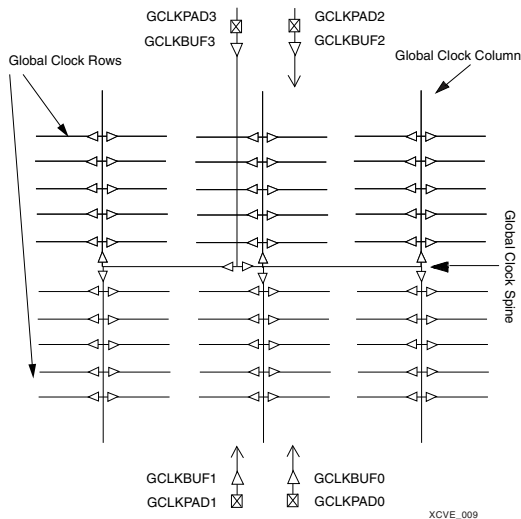 GCLKPAD3 GCLKPAD2
GCLKBUF3 GCLKBUF2
Global Clock Rows
Global Clock Column
Global Clock Spine
GCLKBUF1 GCLKBUF0
GCLKPAD1 GCLKPAD0
XCVE_009